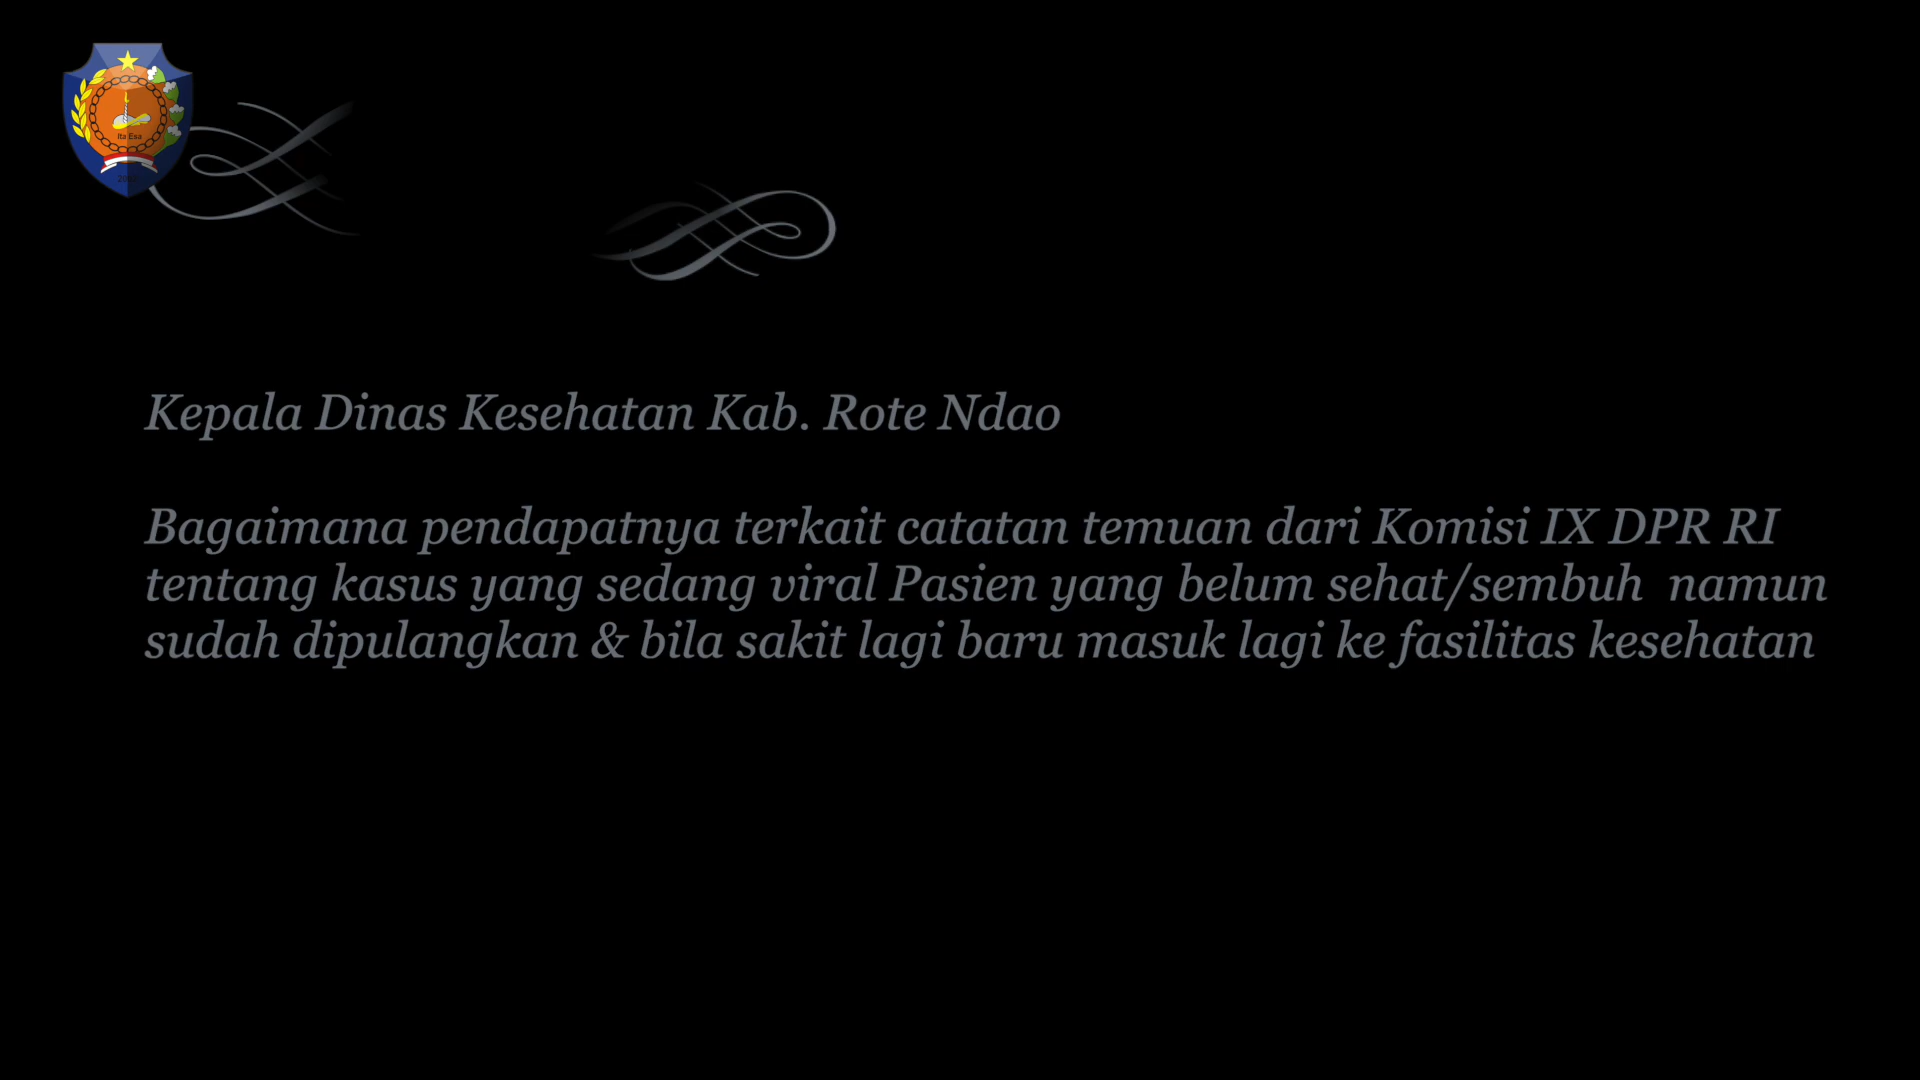 Ita Esa
Kepala Dinas Kesehatan Kab. Rote Ndao
Bagaimana pendapatnya terkait catatan temuan dari Komisi IX DPR RI
tentang kasus yang sedang viral Pasien yang belum sehat/sembuh namun
sudah dipulangkan & bila sakit lagi baru masuk lagi ke fasilitas kesehatan